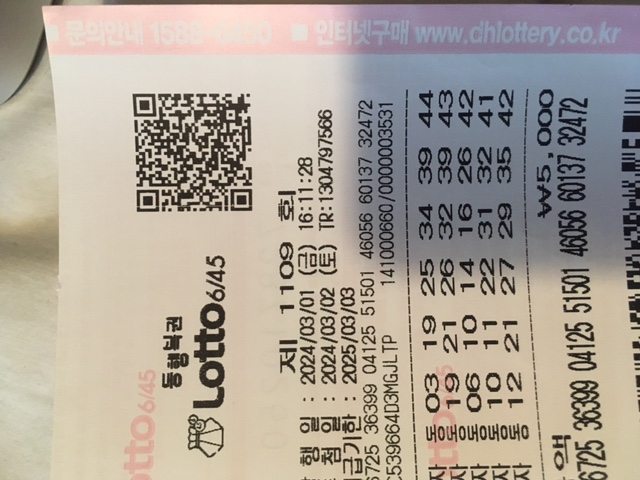 otto 6/45
동행복권
Lotto 6/45
제 1109 회
행 일 : 2024/03/01 (금) 16:11:28
첨 일 : 2024/03/02 (토) TR:1304797566
급기한 : 2025/03/03
6725 36399 04125 51501 46056 60137 32472
C539664D3MGJLTP 141000660/0000003531
자 동 03 19 25 34 39 44
자 동 19 21 26 32 39 43
자 동 06 10 14 16 26 42
자 동 10 11 22 31 32 41
자 동 12 21 27 29 35 42
액 ₩5,000
6725 36399 04125 51501 46056 60137 32472
■ 인터넷구매 www.dhlottery.co.kr